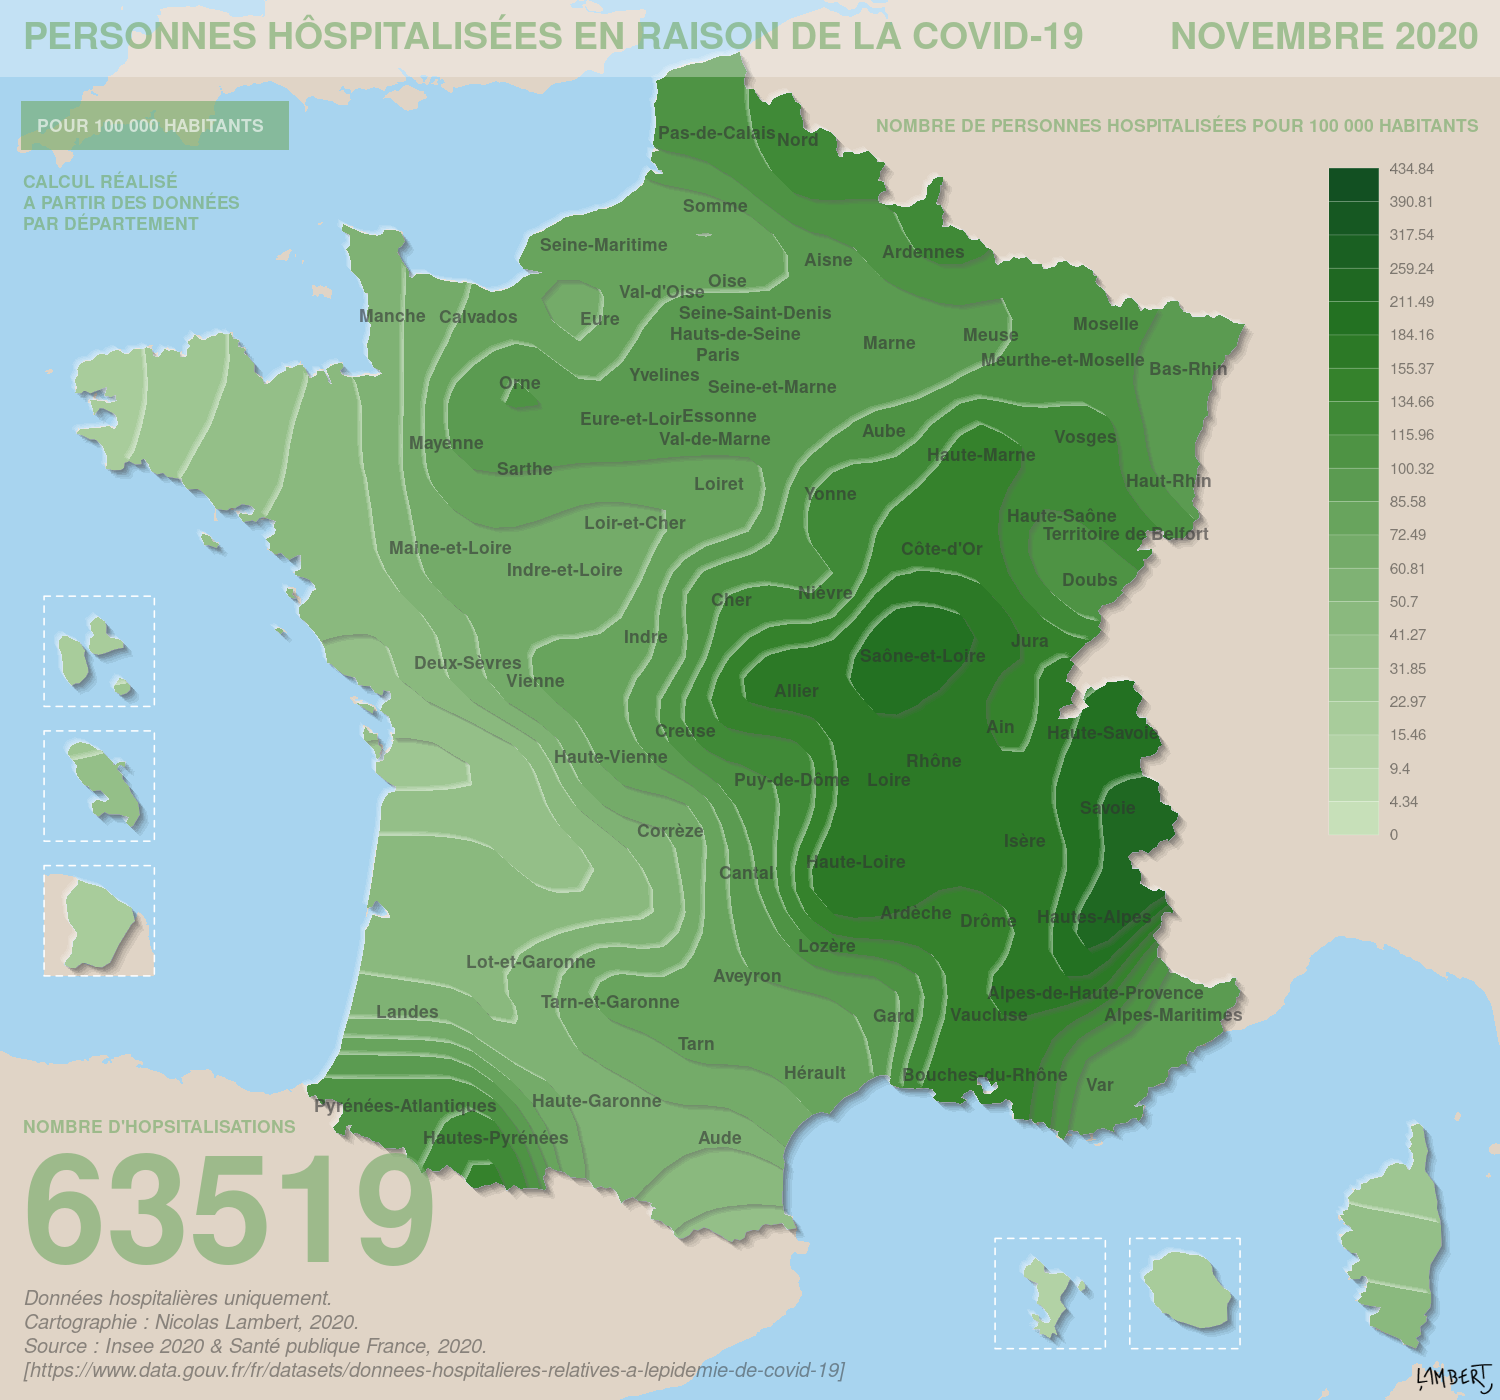 PERSONNES HÔSPITALISÉES EN RAISON DE LA COVID-19
NOVEMBRE 2020
POUR 100 000 HABITANTS
CALCUL RÉALISÉ
A PARTIR DES DONNÉES
PAR DÉPARTEMENT
NOMBRE DE PERSONNES HOSPITALISÉES POUR 100 000 HABITANTS
434.84
390.81
317.54
259.24
211.49
184.16
155.37
134.66
115.96
100.32
85.58
72.49
60.81
50.7
41.27
31.85
22.97
15.46
9.4
4.34
0
Pas-de-Calais
Nord
Somme
Seine-Maritime
Aisne
Ardennes
Oise
Val-d'Oise
Manche
Calvados
Eure
Seine-Saint-Denis
Hauts-de-Seine
Paris
Marne
Meuse
Moselle
Meurthe-et-Moselle
Bas-Rhin
Yvelines
Seine-et-Marne
Orne
Eure-et-Loir
Essonne
Val-de-Marne
Aube
Vosges
Mayenne
Haute-Marne
Sarthe
Loiret
Yonne
Haut-Rhin
Loir-et-Cher
Haute-Saône
Territoire de Belfort
Maine-et-Loire
Côte-d'Or
Indre-et-Loire
Doubs
Nièvre
Cher
Indre
Jura
Saône-et-Loire
Deux-Sèvres
Vienne
Allier
Creuse
Ain
Haute-Savoie
Haute-Vienne
Rhône
Puy-de-Dôme
Loire
Savoie
Corrèze
Isère
Haute-Loire
Cantal
Ardèche
Drôme
Hautes-Alpes
Lozère
Lot-et-Garonne
Aveyron
Alpes-de-Haute-Provence
Tarn-et-Garonne
Landes
Gard
Vaucluse
Alpes-Maritimes
Tarn
Hérault
Bouches-du-Rhône
Var
Pyrénées-Atlantiques
Haute-Garonne
Hautes-Pyrénées
Aude
NOMBRE D'HOPSITALISATIONS
63519
Données hospitalières uniquement.
Cartographie : Nicolas Lambert, 2020.
Source : Insee 2020 & Santé publique France, 2020.
[https://www.data.gouv.fr/fr/datasets/donnees-hospitalieres-relatives-a-lepidemie-de-covid-19]
LAMBERT